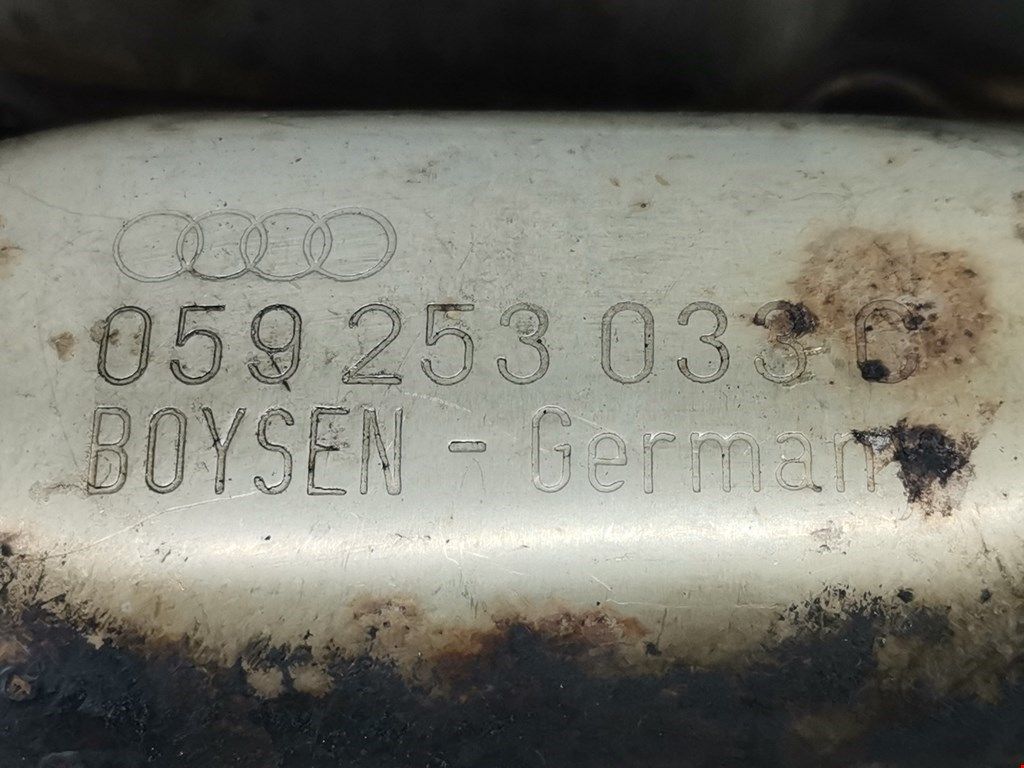 059 253 033 C
BOYSEN - German